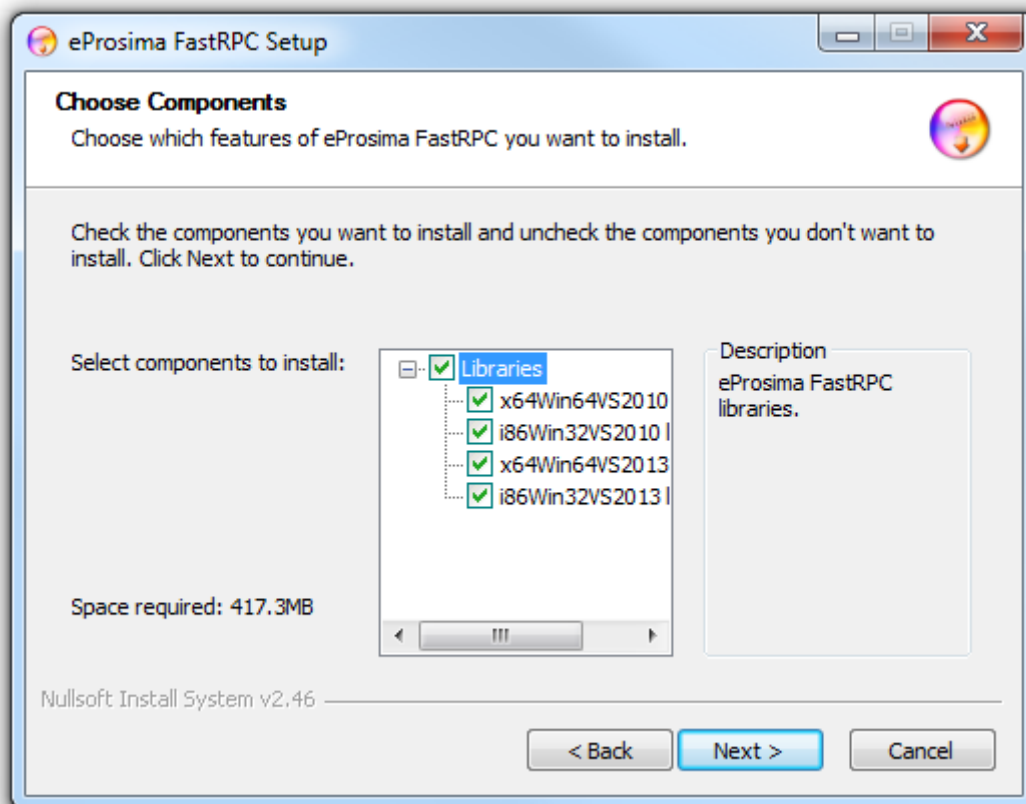 eProsima FastRPC Setup
Choose Components
Choose which features of eProsima FastRPC you want to install.
Check the components you want to install and uncheck the components you don't want to
install. Click Next to continue.
Select components to install:
Libraries
x64Win64VS2010
i86Win32VS2010 l
x64Win64VS2013
i86Win32VS2013 l
Description
eProsima FastRPC
libraries.
Space required: 417.3MB
Nullsoft Install System v2.46
< Back
Next >
Cancel